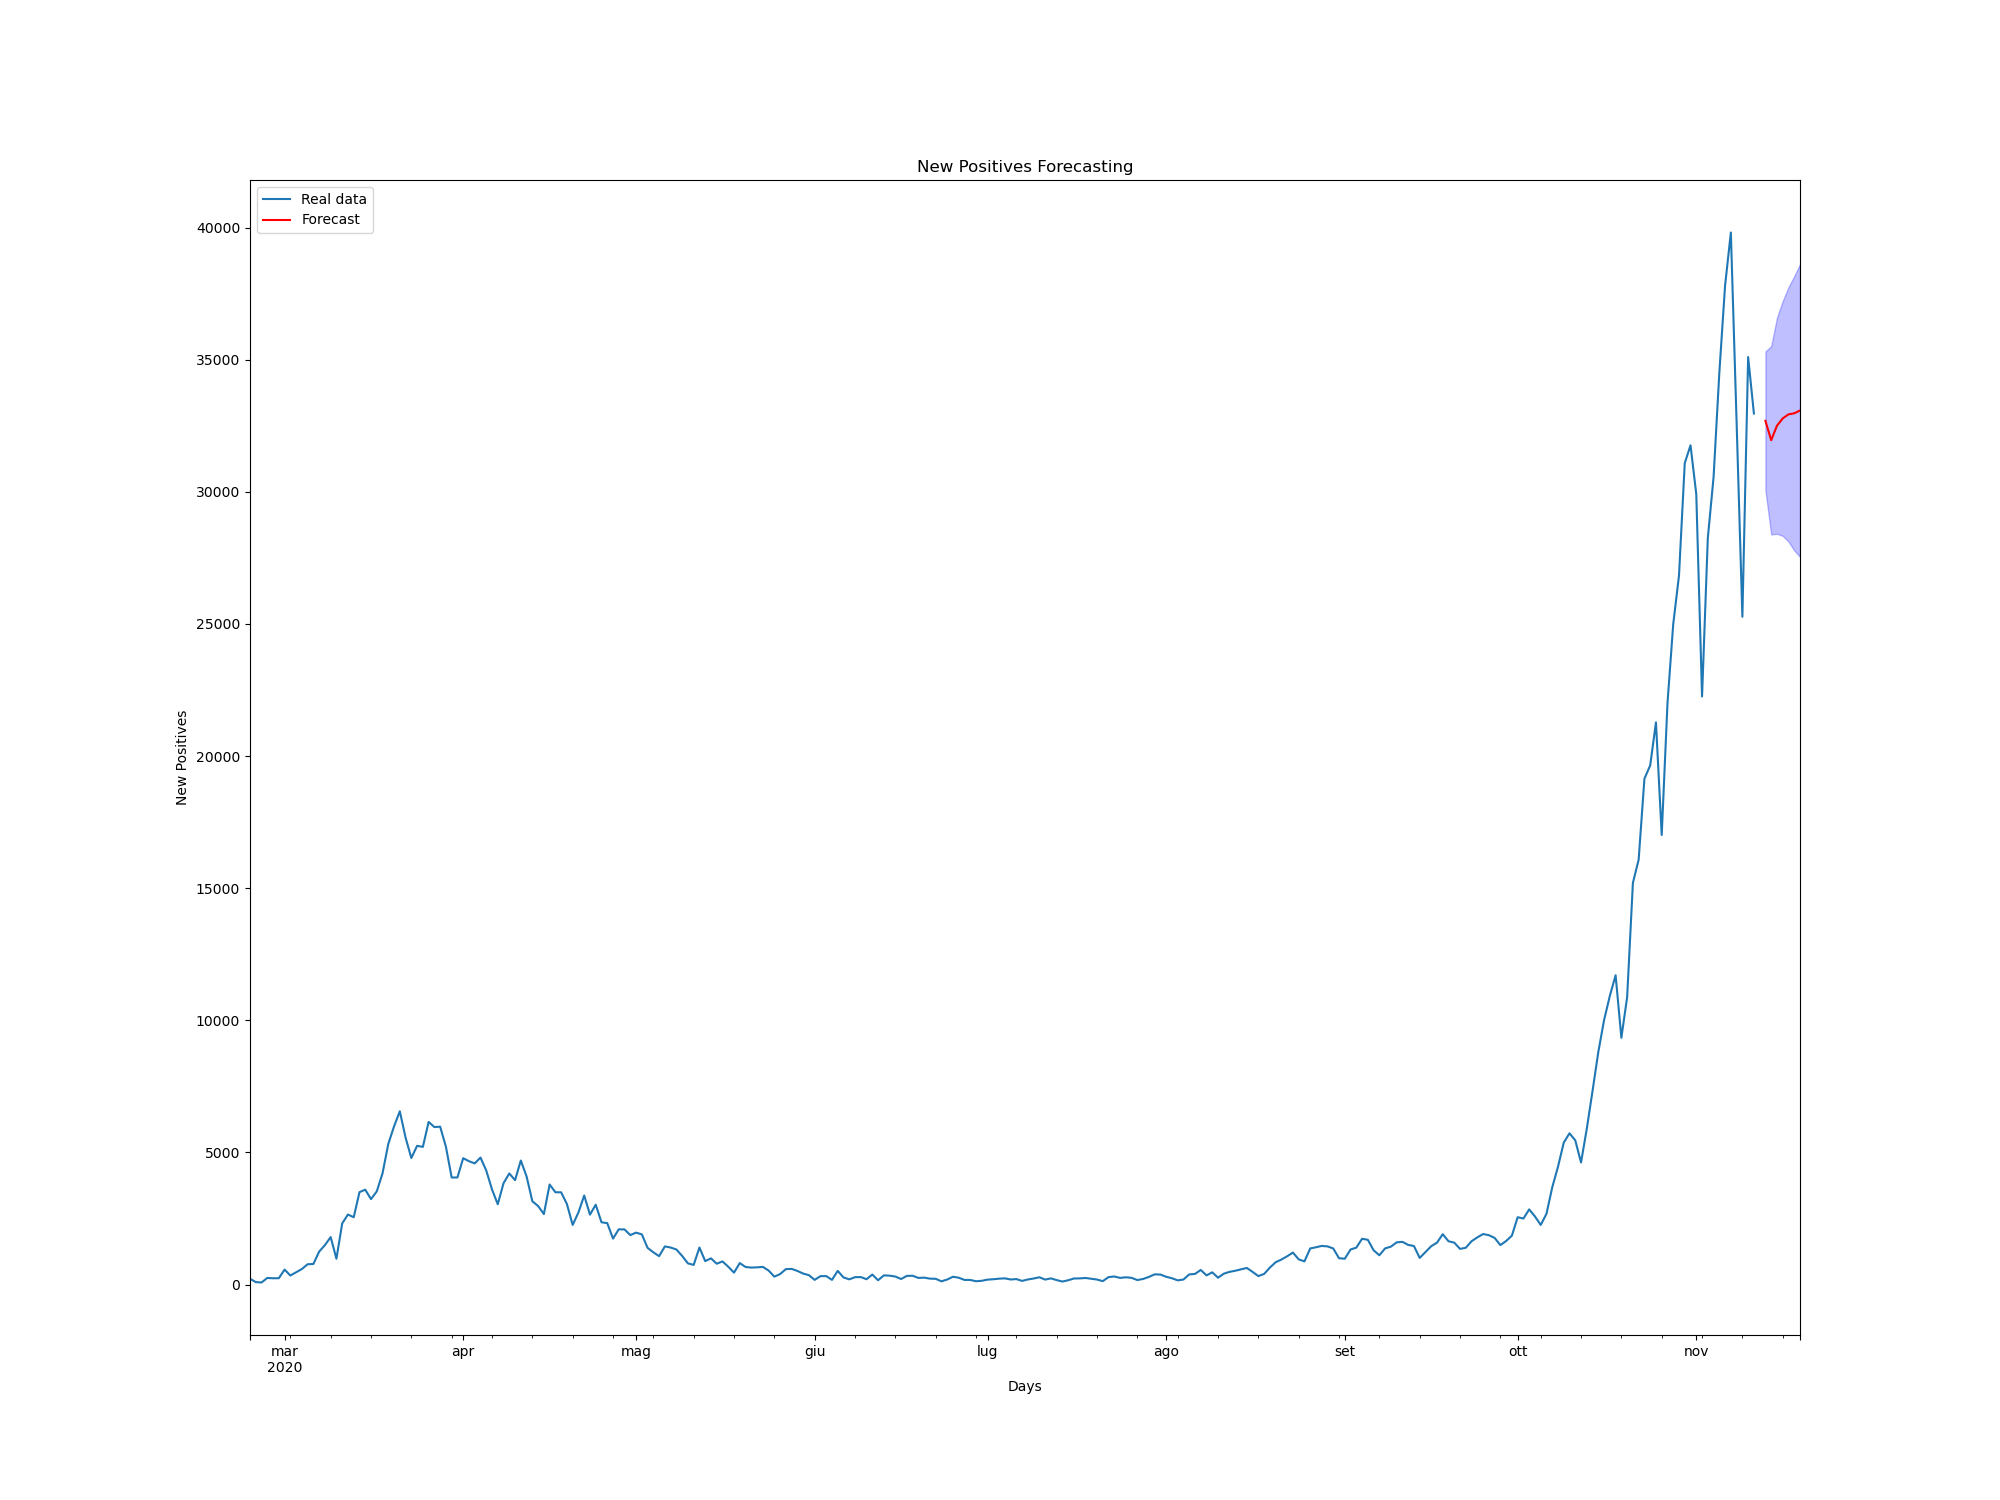 New Positives Forecasting
Real data
Forecast
40000
35000
30000
25000
20000
15000
10000
5000
0
New Positives
mar
2020
apr
mag
giu
lug
ago
set
ott
nov
Days